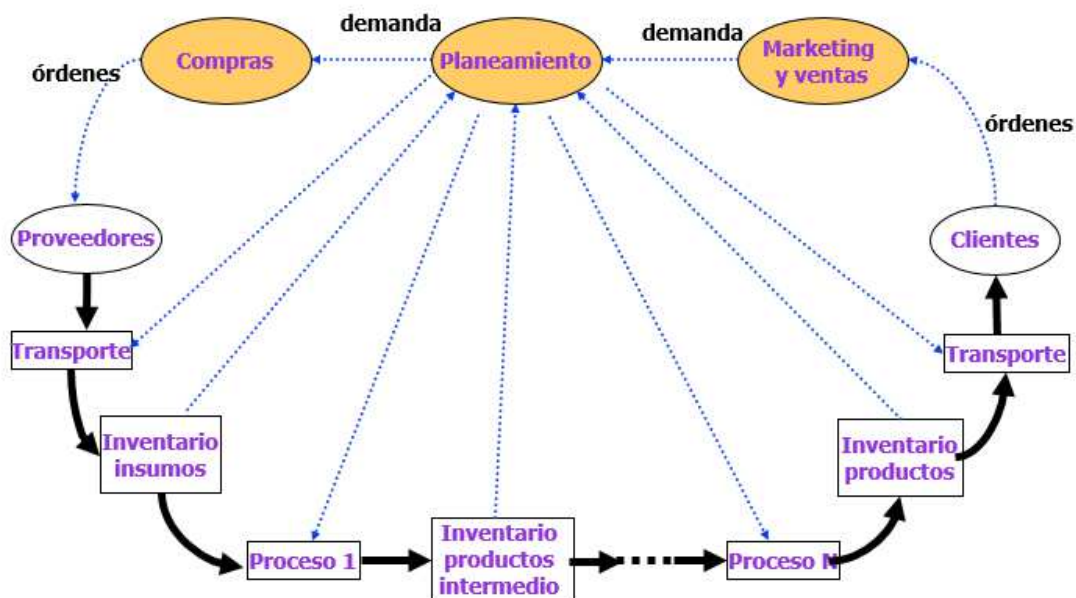 demanda
demanda
órdenes
Compras
Planeamiento
Marketing
y ventas
órdenes
Proveedores
Clientes
Transporte
Transporte
Inventario
insumos
Inventario
productos
Proceso 1
Inventario
productos
intermedio
Proceso N